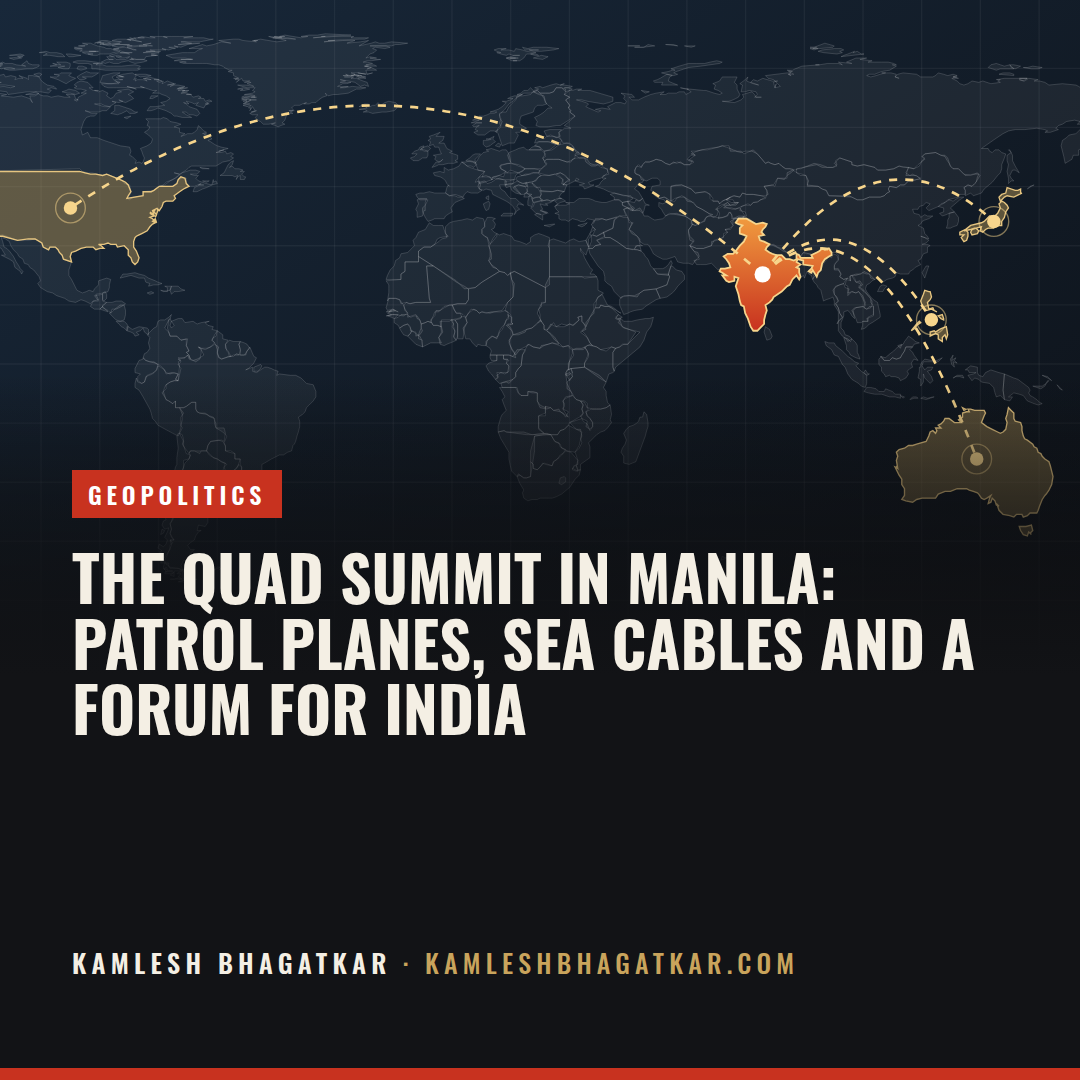 GEOPOLITICS
THE QUAD SUMMIT IN MANILA:
PATROL PLANES, SEA CABLES AND A
FORUM FOR INDIA
KAMLESH BHAGATKAR · KAMLESHBHAGATKAR.COM